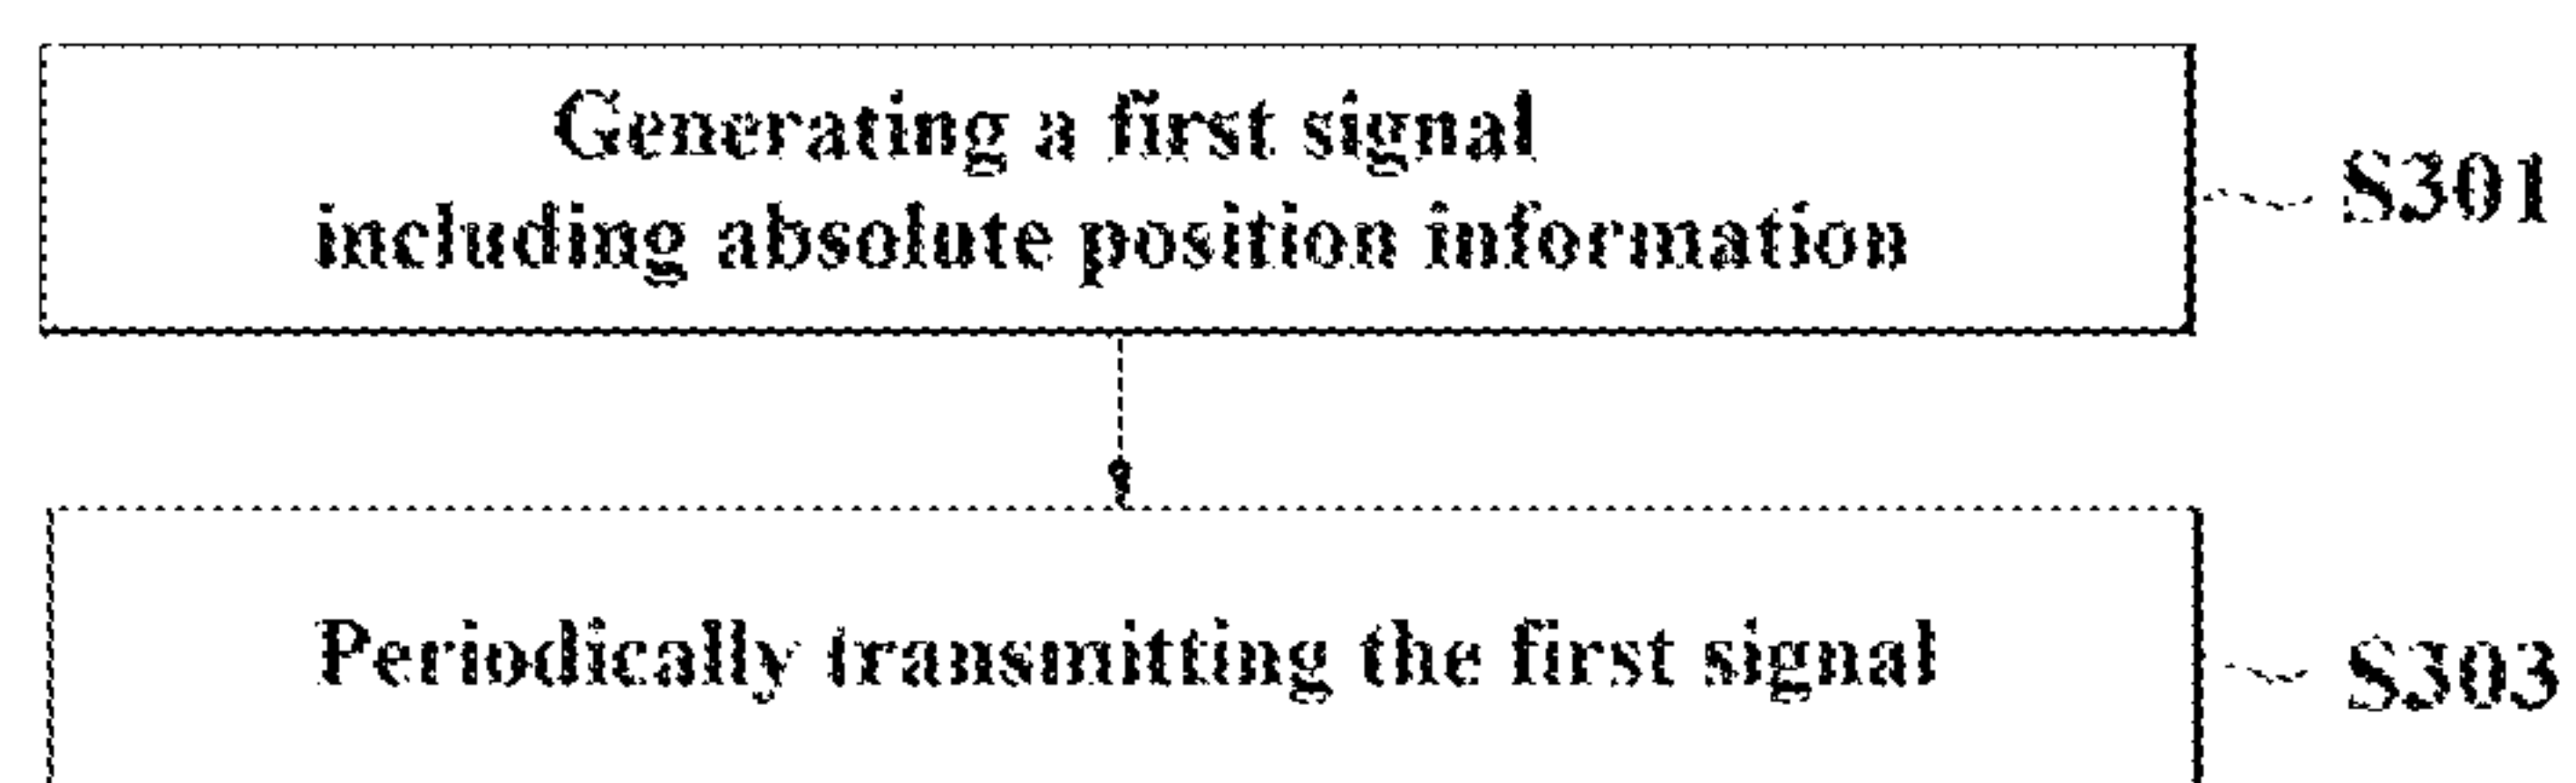 Generating a first signal
including absolute position information
S301
Periodically transmitting the first signal
S303